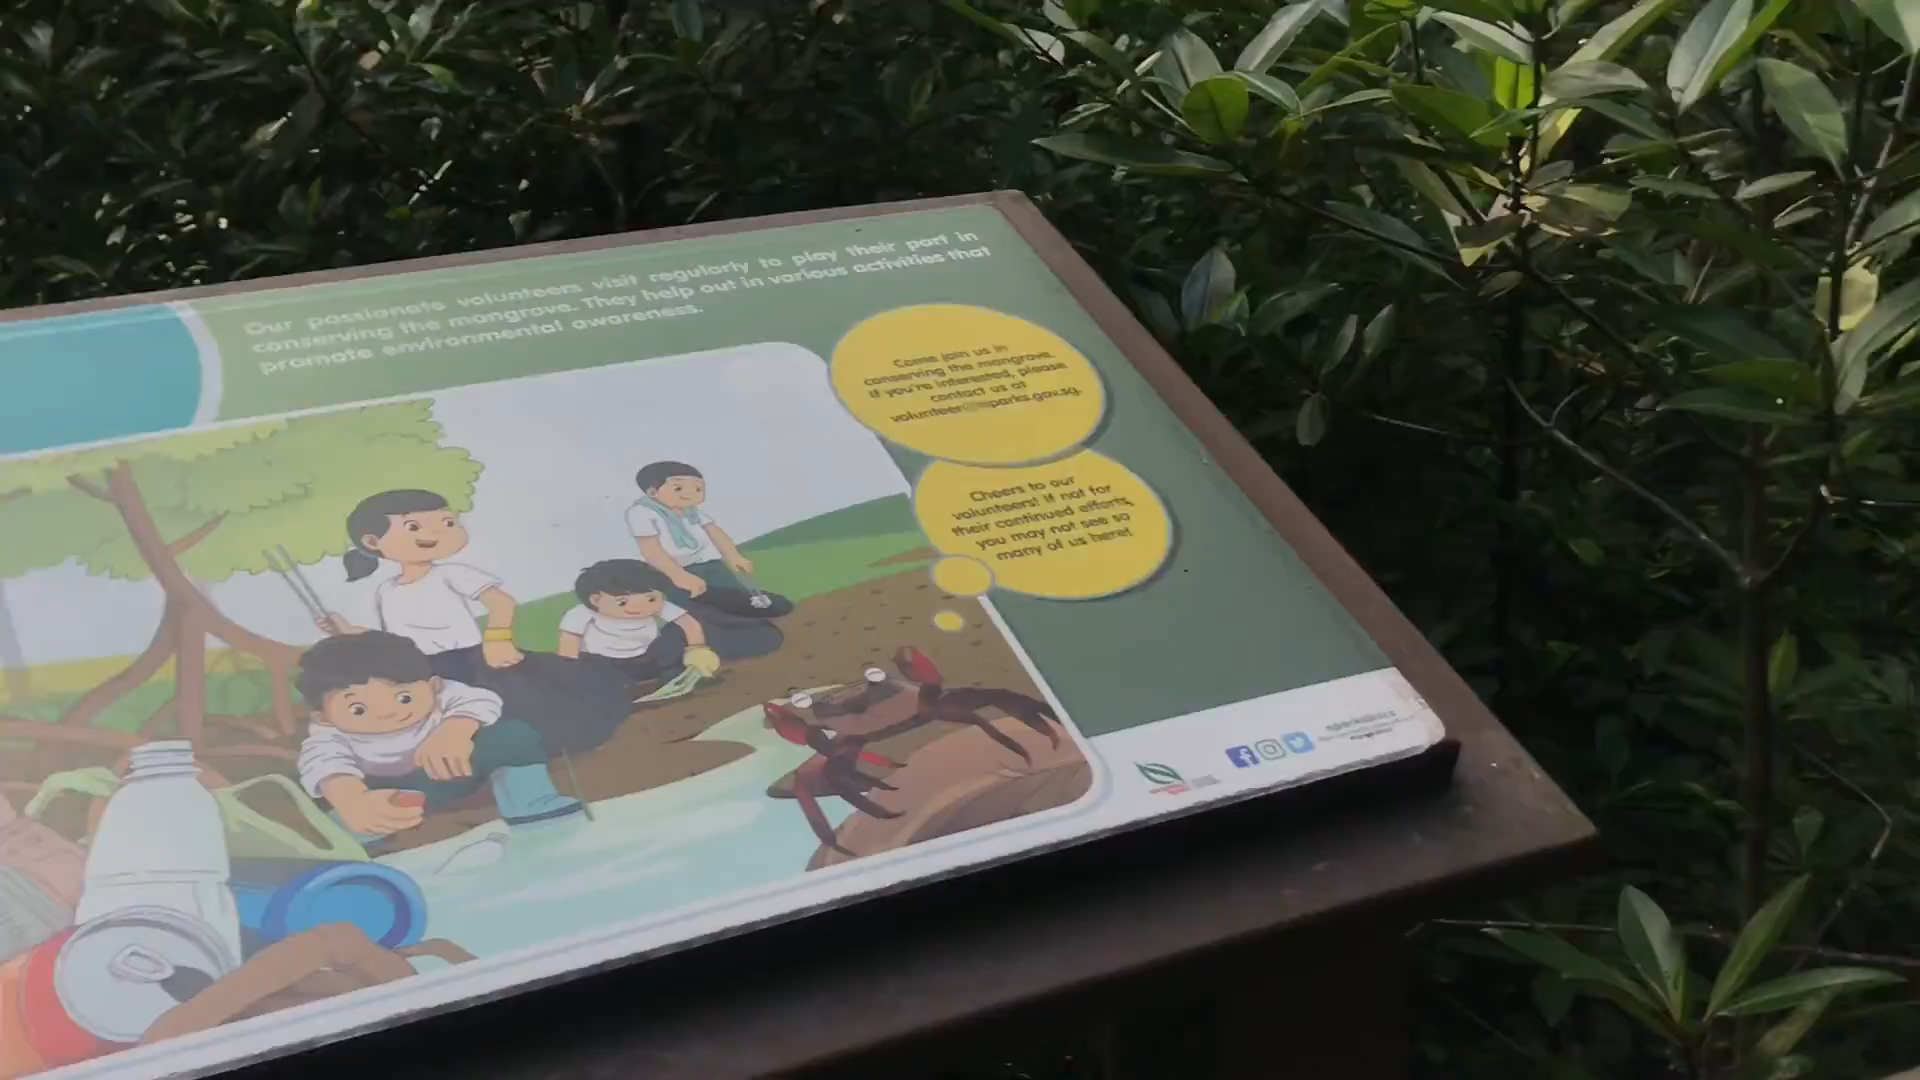 Our passionate volunteers visit regularly to play their part in
conserving the mangrove. They help out in various activities that
promote environmental awareness.
Come join us in
conserving the mangrove.
If you're interested, please
contact us at
Cheers to our
volunteers! If not for
their continued efforts,
you may not see so
many of us here!